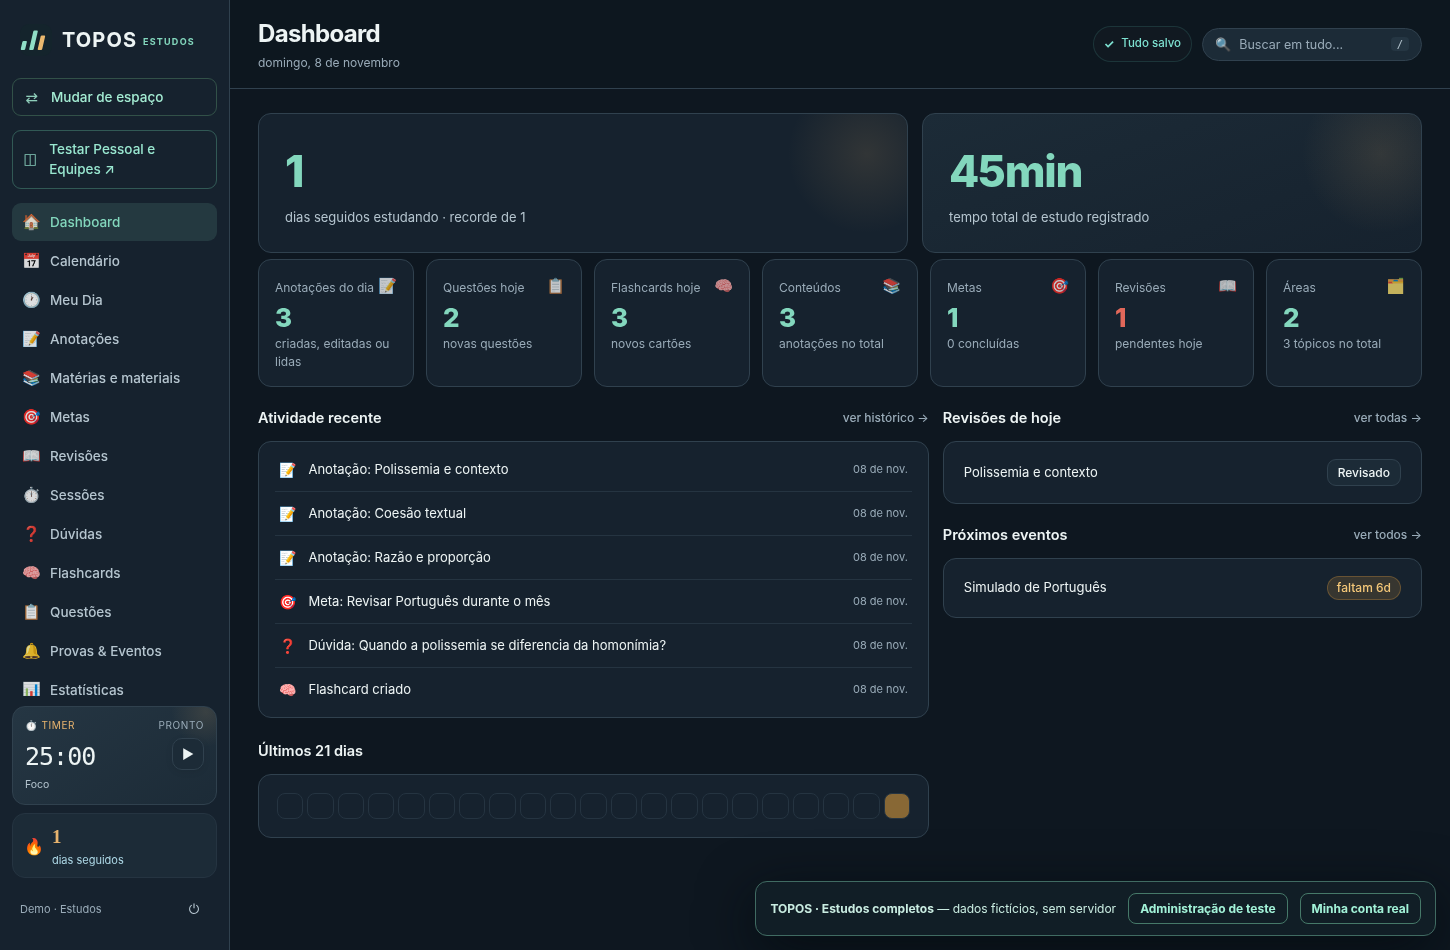 TOPOS ESTUDOS
Mudar de espaço
Testar Pessoal e
Equipes ↗
Dashboard
Calendário
Meu Dia
Anotações
Matérias e materiais
Metas
Revisões
Sessões
Dúvidas
Flashcards
Questões
Provas & Eventos
Estatísticas
TIMER PRONTO
25:00
Foco
1
dias seguidos
Demo · Estudos
Dashboard
domingo, 8 de novembro
✓ Tudo salvo
Buscar em tudo... /
1
dias seguidos estudando · recorde de 1
45min
tempo total de estudo registrado
Anotações do dia
3
criadas, editadas ou
lidas
Questões hoje
2
novas questões
Flashcards hoje
3
novos cartões
Conteúdos
3
anotações no total
Metas
1
0 concluídas
Revisões
1
pendentes hoje
Áreas
2
3 tópicos no total
Atividade recente ver histórico →
Anotação: Polissemia e contexto 08 de nov.
Anotação: Coesão textual 08 de nov.
Anotação: Razão e proporção 08 de nov.
Meta: Revisar Português durante o mês 08 de nov.
Dúvida: Quando a polissemia se diferencia da homonímia? 08 de nov.
Flashcard criado 08 de nov.
Últimos 21 dias
Revisões de hoje ver todas →
Polissemia e contexto Revisado
Próximos eventos ver todos →
Simulado de Português faltam 6d
TOPOS · Estudos completos — dados fictícios, sem servidor Administração de teste Minha conta real